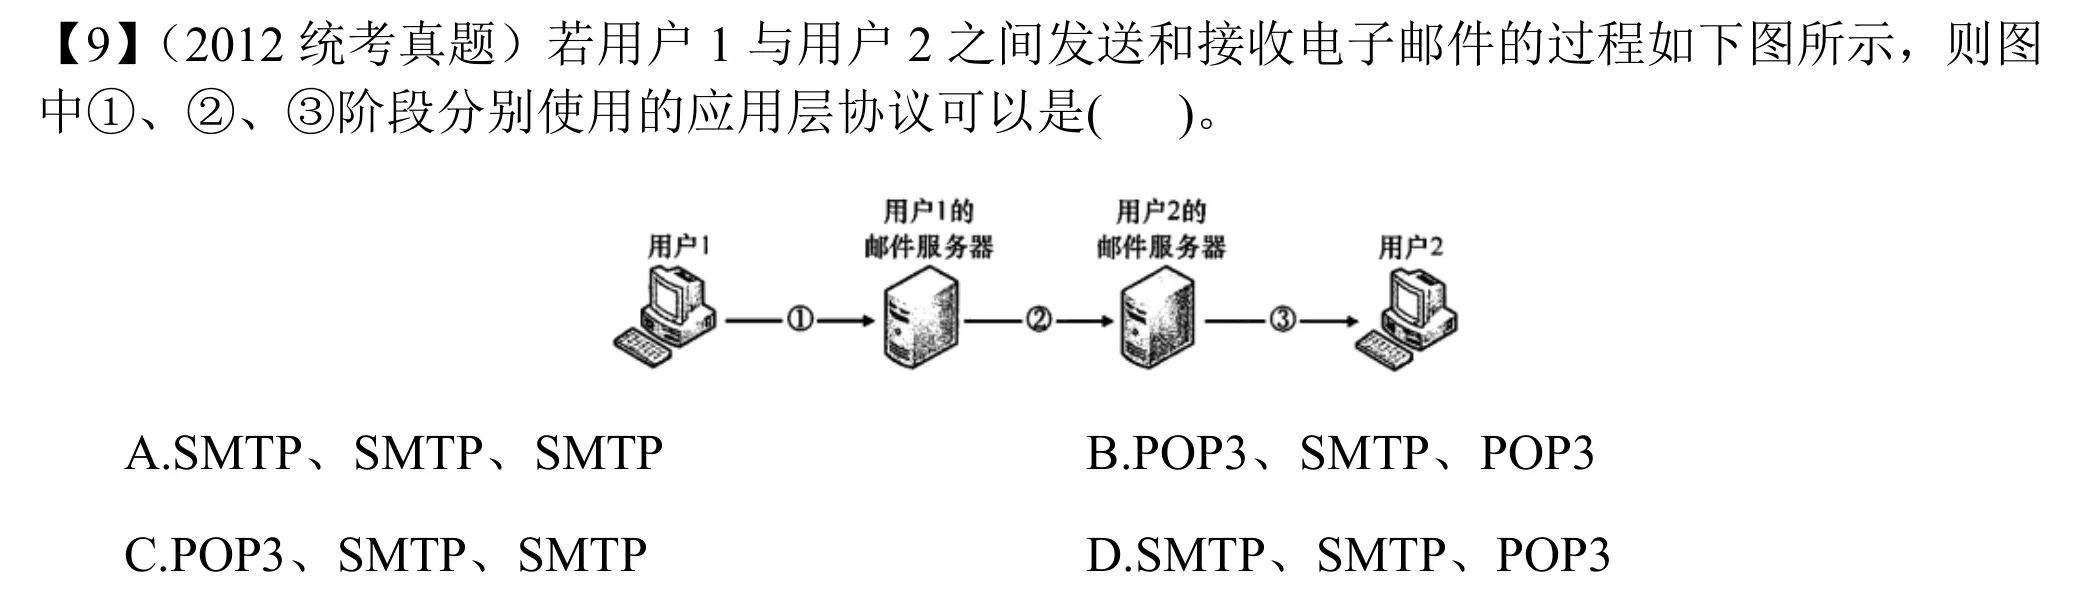 【9】（2012 统考真题）若用户 1 与用户 2 之间发送和接收电子邮件的过程如下图所示，则图
中①、②、③阶段分别使用的应用层协议可以是(  )。
用户1
用户1的
邮件服务器
用户2的
邮件服务器
用户2
①
②
③
A.SMTP、SMTP、SMTP
B.POP3、SMTP、POP3
C.POP3、SMTP、SMTP
D.SMTP、SMTP、POP3